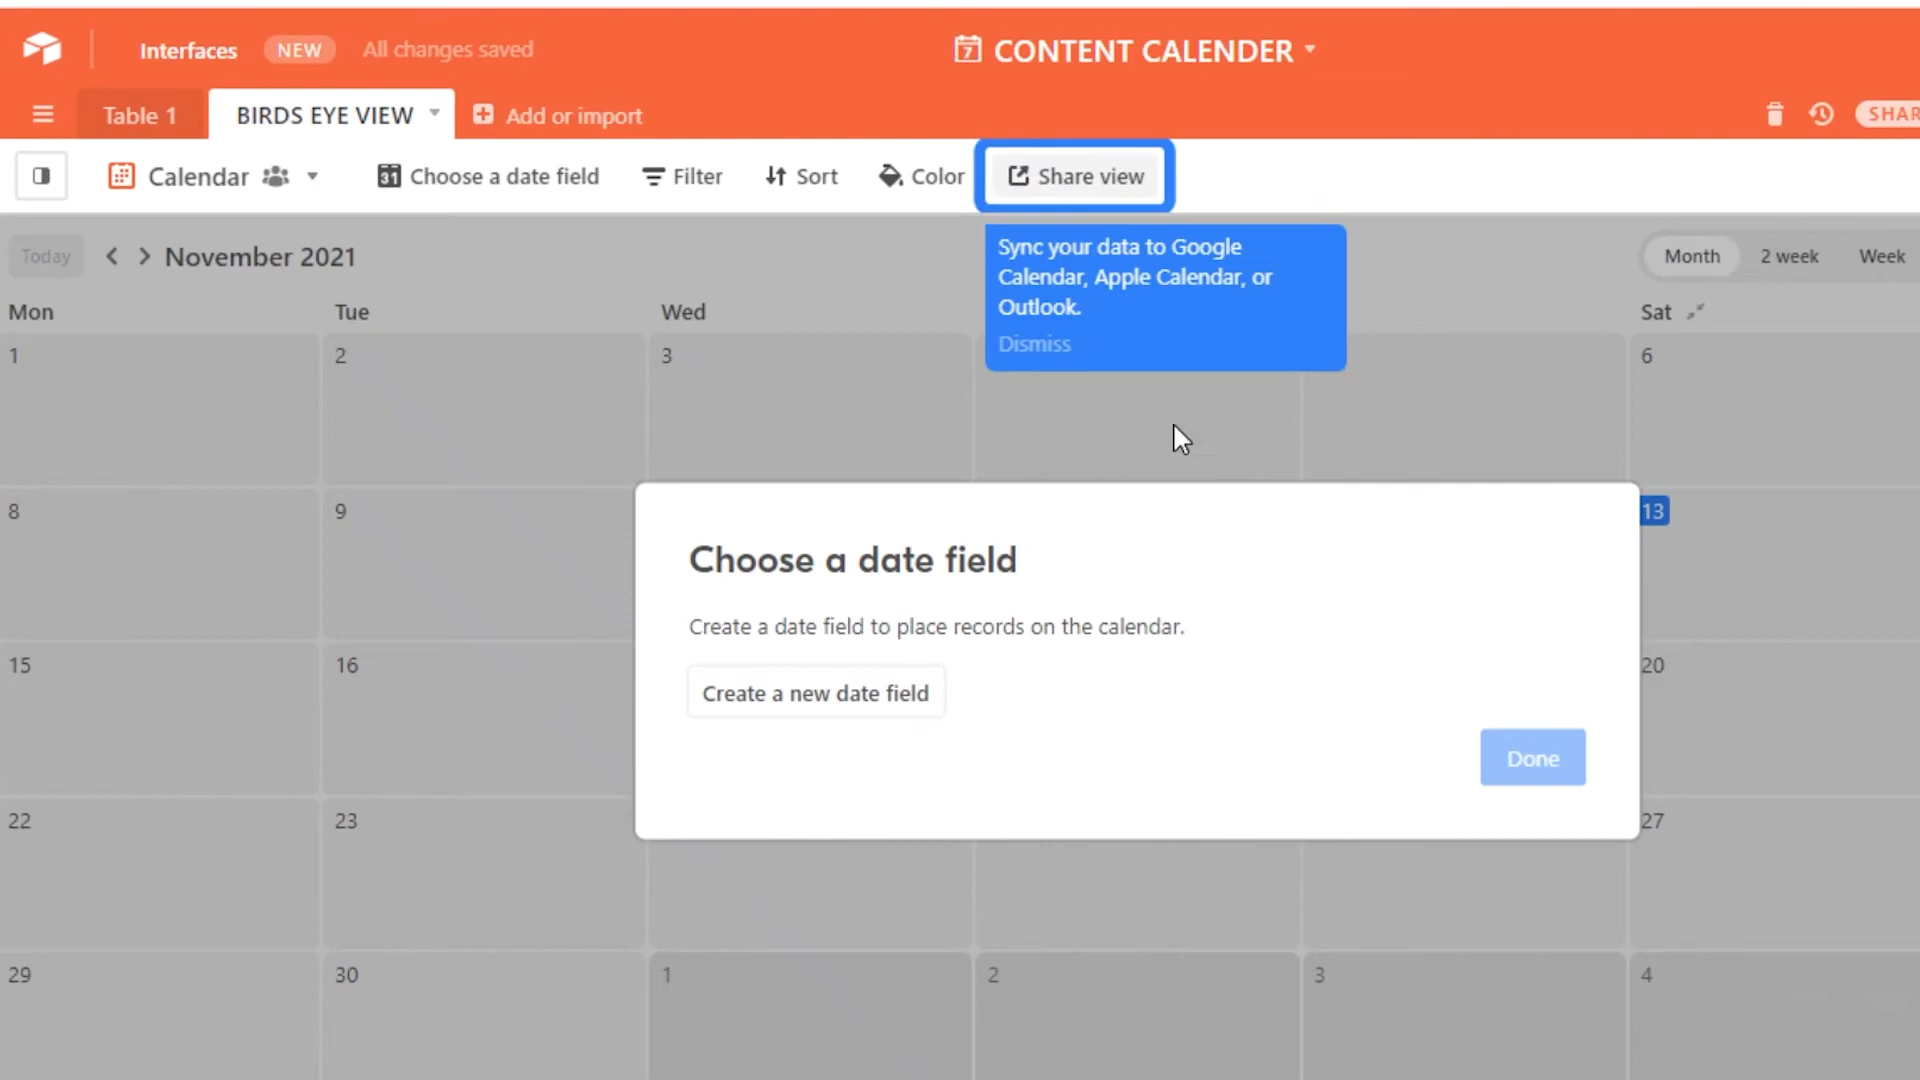 Interfaces NEW All changes saved
7 CONTENT CALENDER
Table 1 BIRDS EYE VIEW Add or import
SHAR
Calendar 31 Choose a date field Filter Sort Color Share view
Sync your data to Google
Calendar, Apple Calendar, or
Outlook.
Dismiss
Today November 2021 Month 2 week Week
Mon Tue Wed Sat
1 2 3 6
8 9 13
Choose a date field
Create a date field to place records on the calendar.
15 16 20
Create a new date field
Done
22 23 27
29 30 1 2 3 4